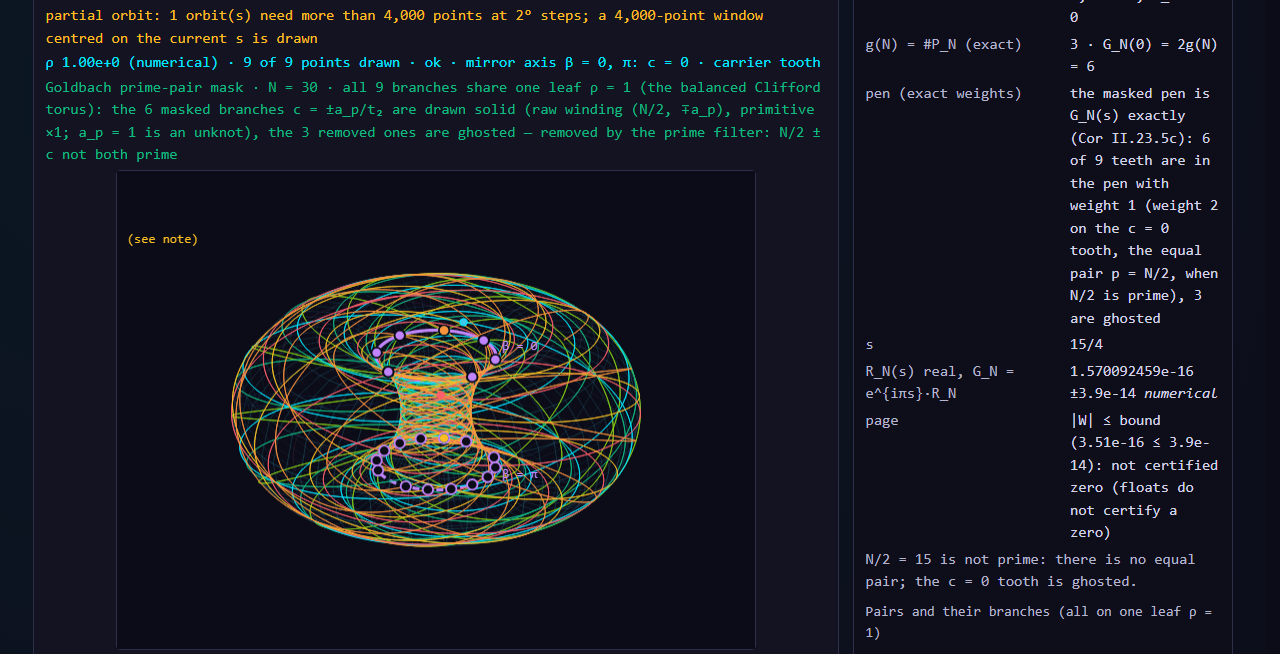 partial orbit: 1 orbit(s) need more than 4,000 points at 2° steps; a 4,000-point window
centred on the current s is drawn
ρ 1.00e+0 (numerical) · 9 of 9 points drawn · ok · mirror axis β = 0, π: c = 0 · carrier tooth
Goldbach prime-pair mask · N = 30 · all 9 branches share one leaf ρ = 1 (the balanced Clifford
torus): the 6 masked branches c = ±a_p/t₂ are drawn solid (raw winding (N/2, ∓a_p), primitive
×1; a_p = 1 is an unknot), the 3 removed ones are ghosted — removed by the prime filter: N/2 ±
c not both prime
(see note)
β = 0
β = π
0
g(N) = #P_N (exact)
3 · G_N(0) = 2g(N)
= 6
pen (exact weights)
the masked pen is
G_N(s) exactly
(Cor II.23.5c): 6
of 9 teeth are in
the pen with
weight 1 (weight 2
on the c = 0
tooth, the equal
pair p = N/2, when
N/2 is prime), 3
are ghosted
s
15/4
R_N(s) real, G_N =
e^{iπs}·R_N
1.570092459e-16
±3.9e-14 numerical
page
|W| ≤ bound
(3.51e-16 ≤ 3.9e-
14): not certified
zero (floats do
not certify a
zero)
N/2 = 15 is not prime: there is no equal
pair; the c = 0 tooth is ghosted.
Pairs and their branches (all on one leaf ρ =
1)